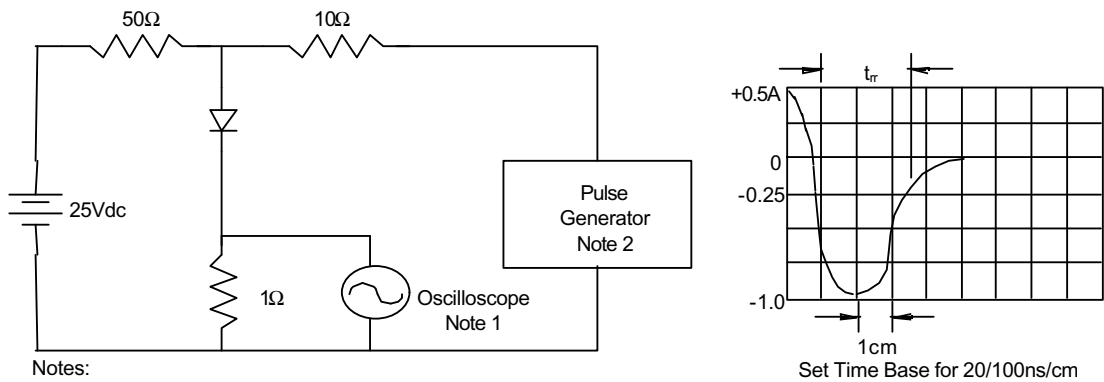 50Ω
10Ω
25Vdc
1Ω
Oscilloscope
Note 1
Pulse
Generator
Note 2
Notes:
trr
+0.5A
0
-0.25
-1.0
1cm
Set Time Base for 20/100ns/cm